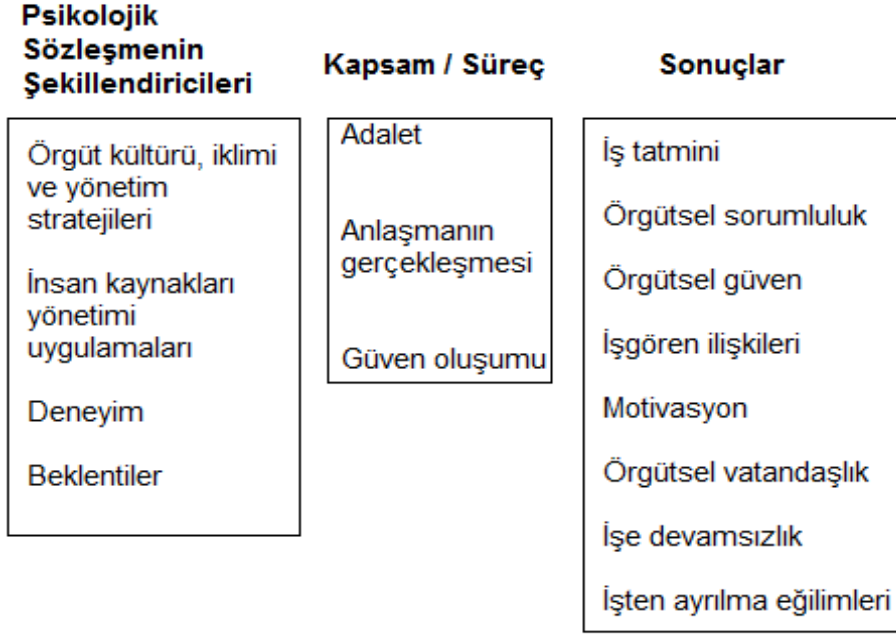 Psikolojik
Sözleşmenin
Şekillendiricileri
Örgüt kültürü, iklimi
ve yönetim
stratejileri
İnsan kaynakları
yönetimi
uygulamaları
Deneyim
Beklentiler
Kapsam / Süreç
Adalet
Anlaşmanın
gerçekleşmesi
Güven oluşumu
Sonuçlar
İş tatmini
Örgütsel sorumluluk
Örgütsel güven
İşgören ilişkileri
Motivasyon
Örgütsel vatandaşlık
İşe devamsızlık
İşten ayrılma eğilimleri